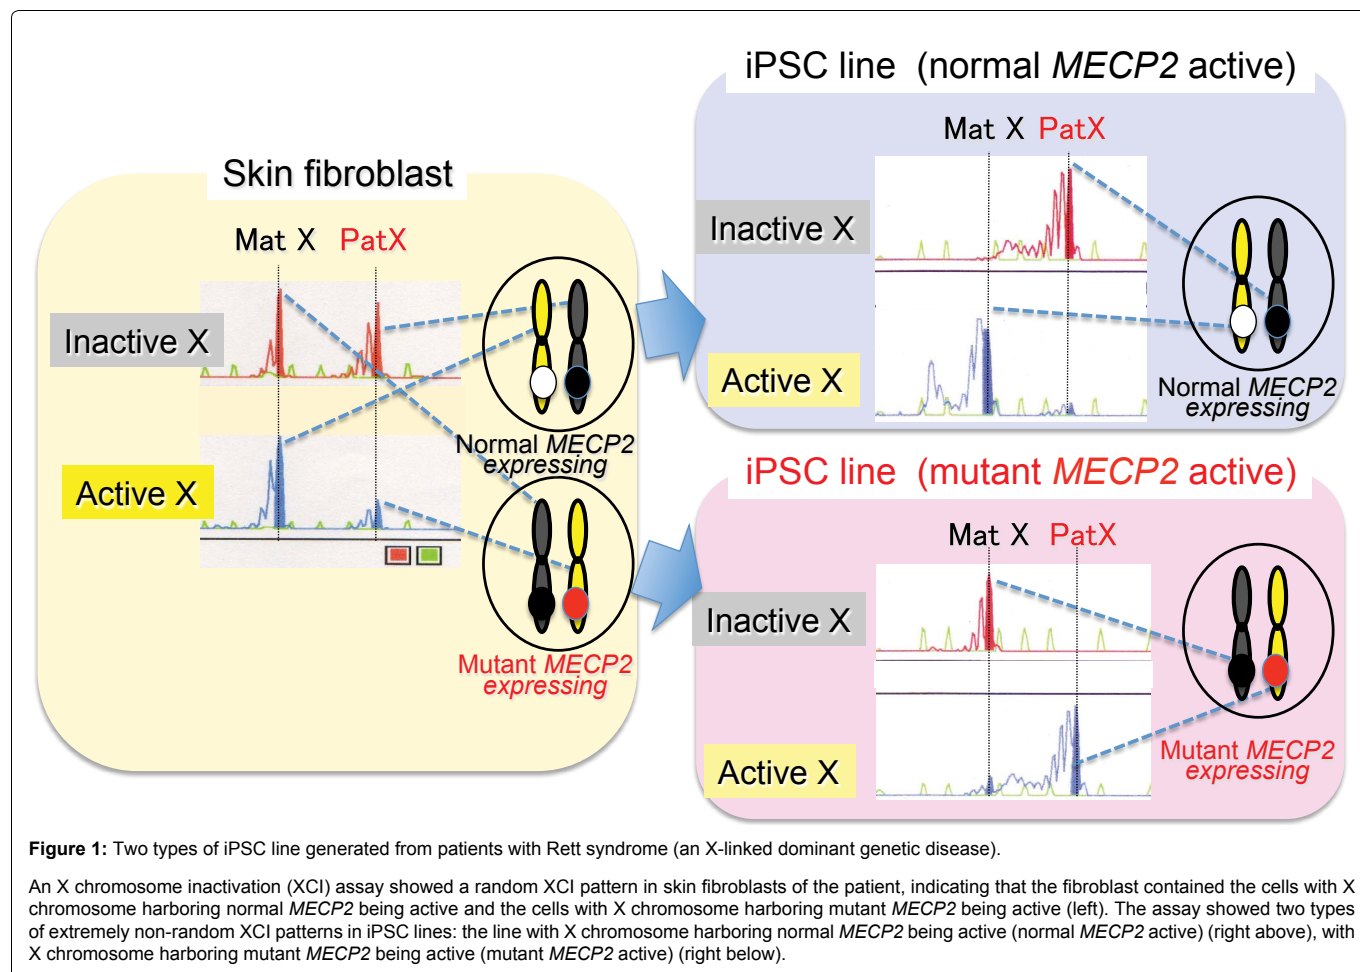 iPSC line (normal MECP2 active)
Mat X PatX
Inactive X
Active X
Normal MECP2
expressing
Skin fibroblast
Mat X PatX
Inactive X
Active X
Normal MECP2
expressing
Mutant MECP2
expressing
iPSC line (mutant MECP2 active)
Mat X PatX
Inactive X
Active X
Mutant MECP2
expressing
Figure 1: Two types of iPSC line generated from patients with Rett syndrome (an X-linked dominant genetic disease).
An X chromosome inactivation (XCI) assay showed a random XCI pattern in skin fibroblasts of the patient, indicating that the fibroblast contained the cells with X
chromosome harboring normal MECP2 being active and the cells with X chromosome harboring mutant MECP2 being active (left). The assay showed two types
of extremely non-random XCI patterns in iPSC lines: the line with X chromosome harboring normal MECP2 being active (normal MECP2 active) (right above), with
X chromosome harboring mutant MECP2 being active (mutant MECP2 active) (right below).